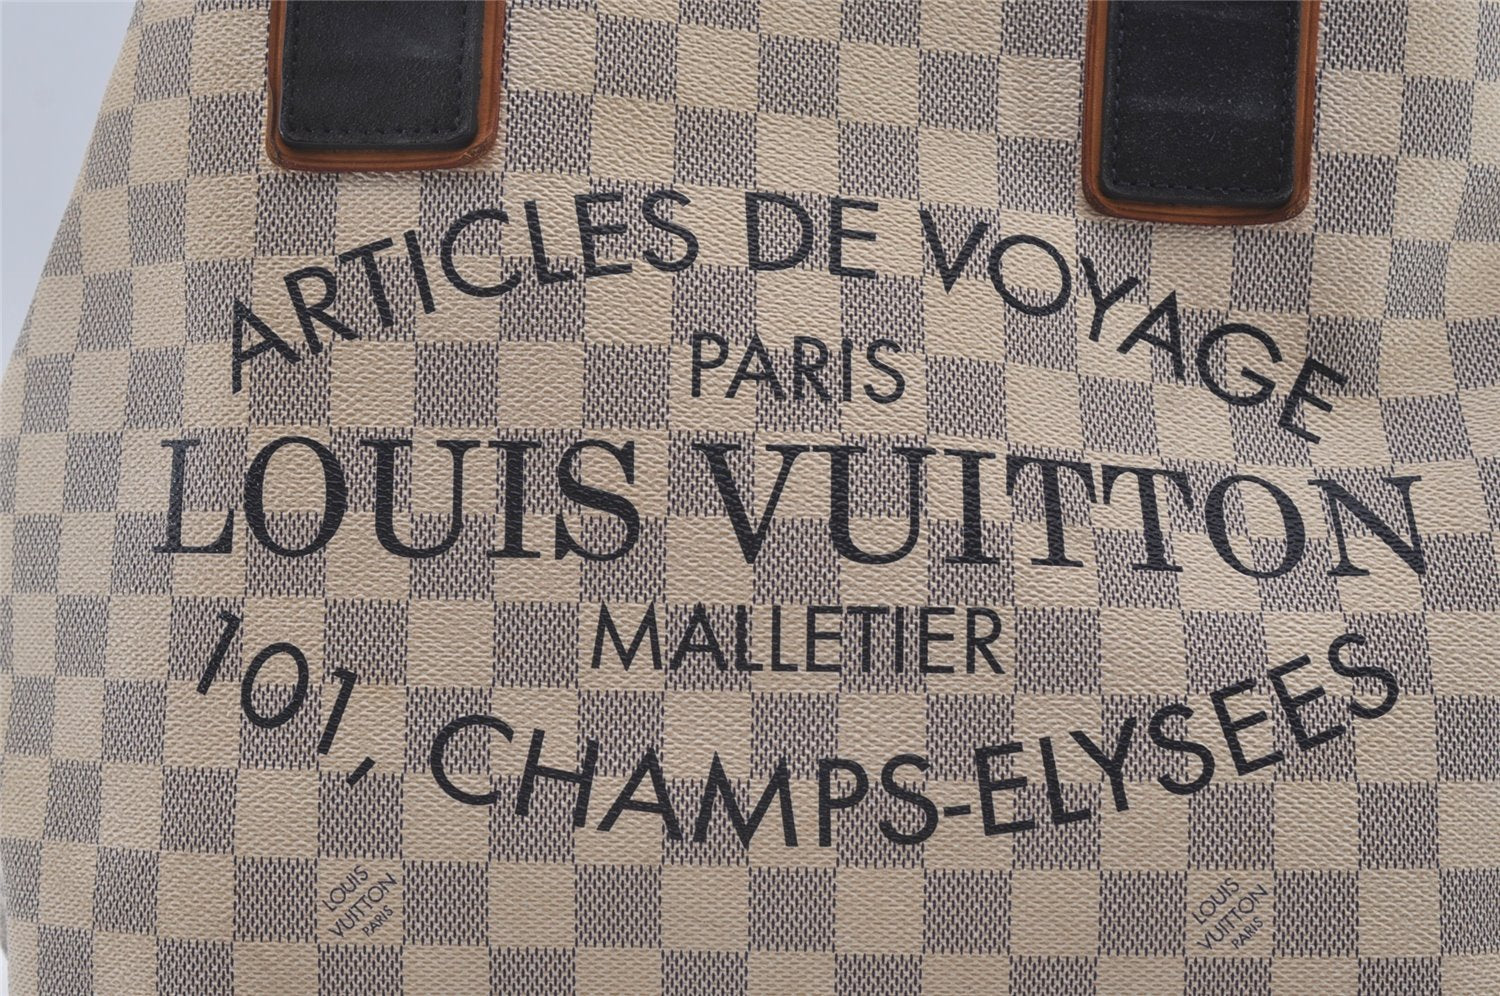 ARTICLES DE VOYAGE
PARIS
LOUIS VUITTON
MALLETIER
101, CHAMPS-ELYSEES
LOUIS
VUITTON
PARIS
LOUIS
VUITTON
PARIS